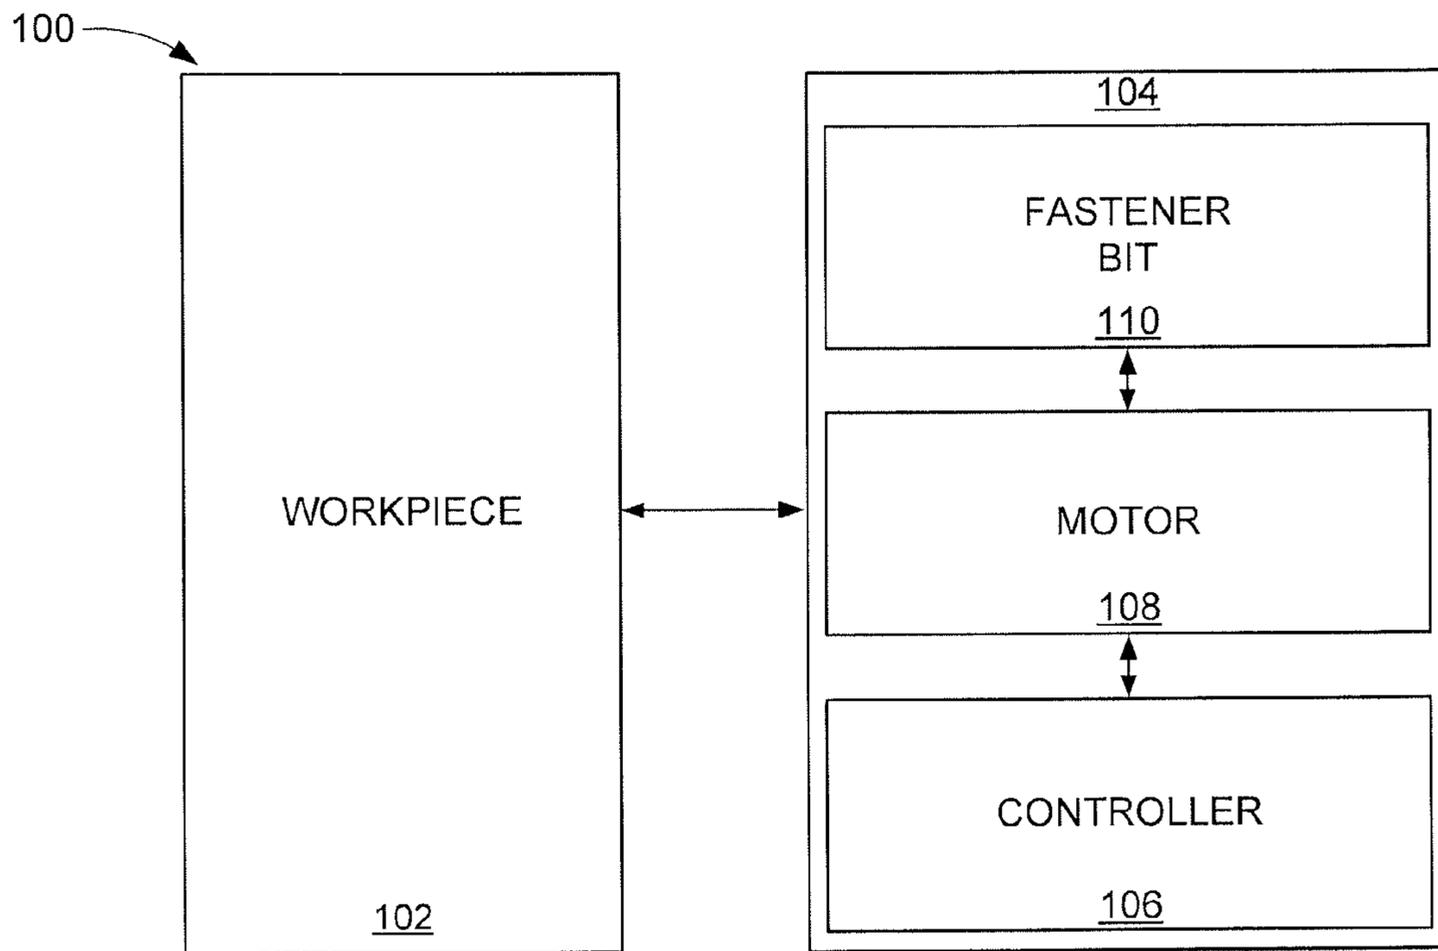 100
104
FASTENER
BIT
110
WORKPIECE
MOTOR
108
CONTROLLER
102
106